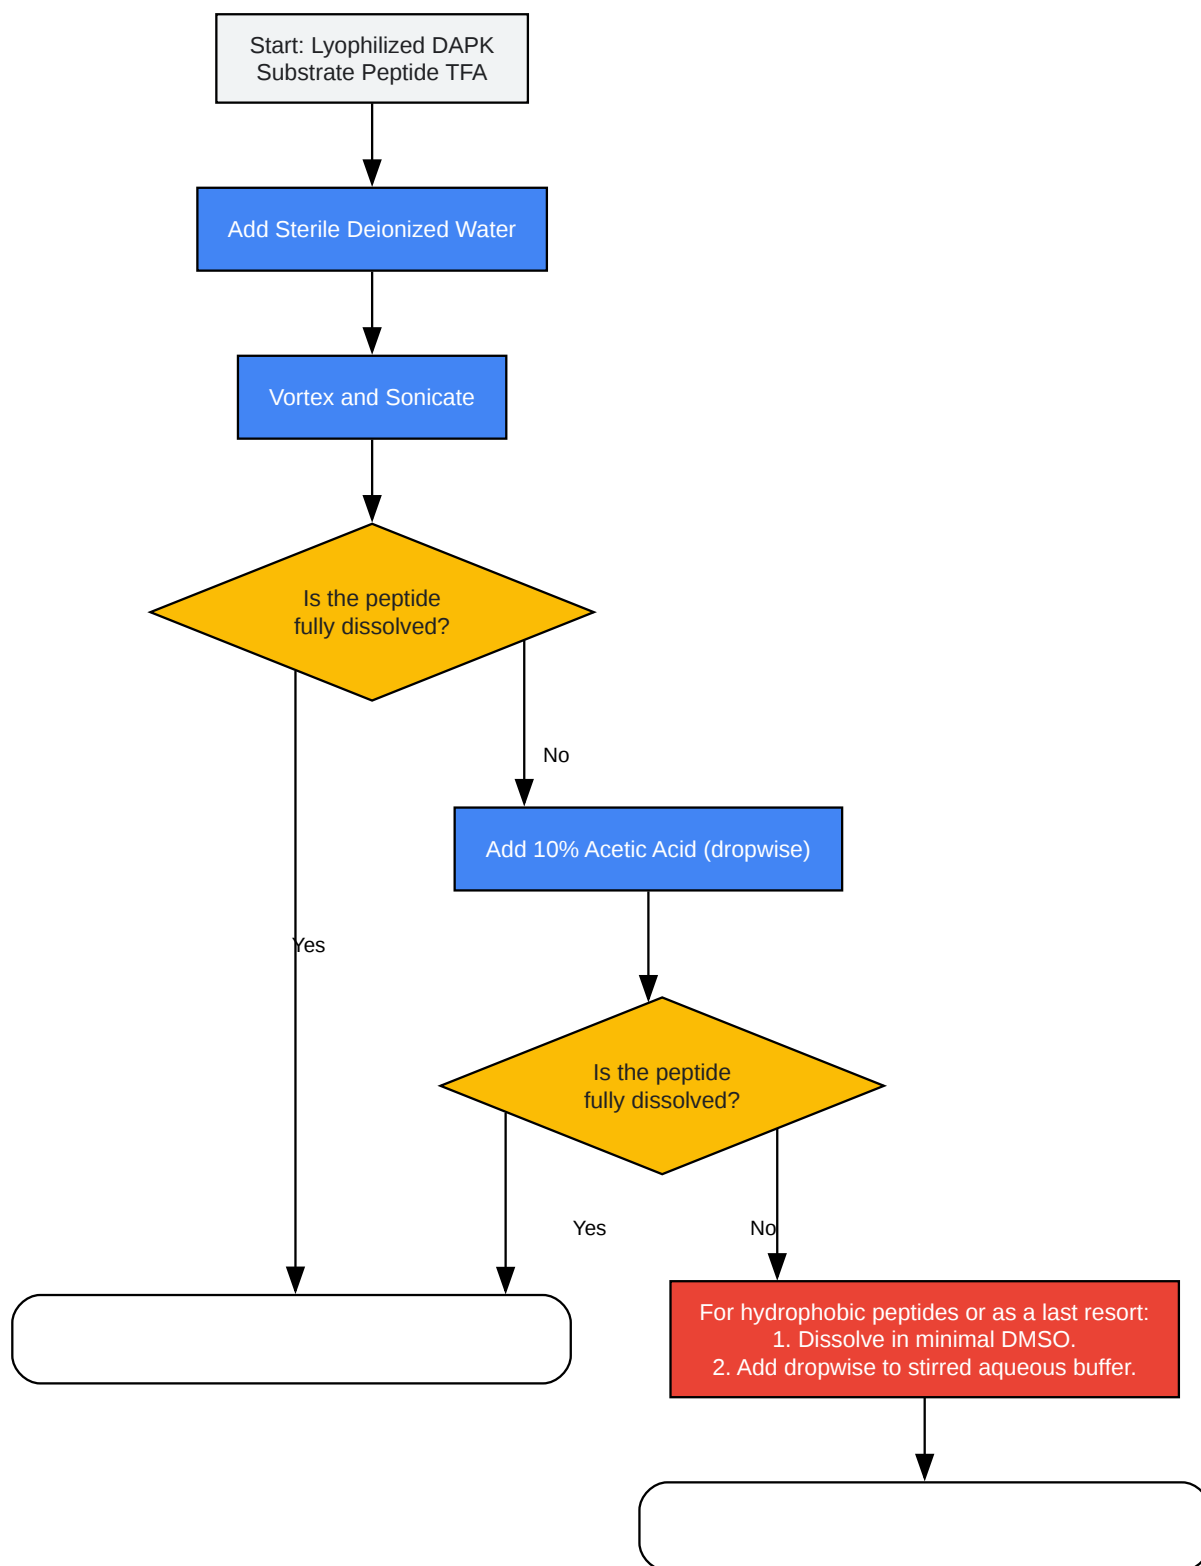 Start: Lyophilized DAPK
Substrate Peptide TFA
Add Sterile Deionized Water
Vortex and Sonicate
Is the peptide
fully dissolved?
No
Add 10% Acetic Acid (dropwise)
Yes
Is the peptide
fully dissolved?
Yes
No
For hydrophobic peptides or as a last resort:
1. Dissolve in minimal DMSO.
2. Add dropwise to stirred aqueous buffer.